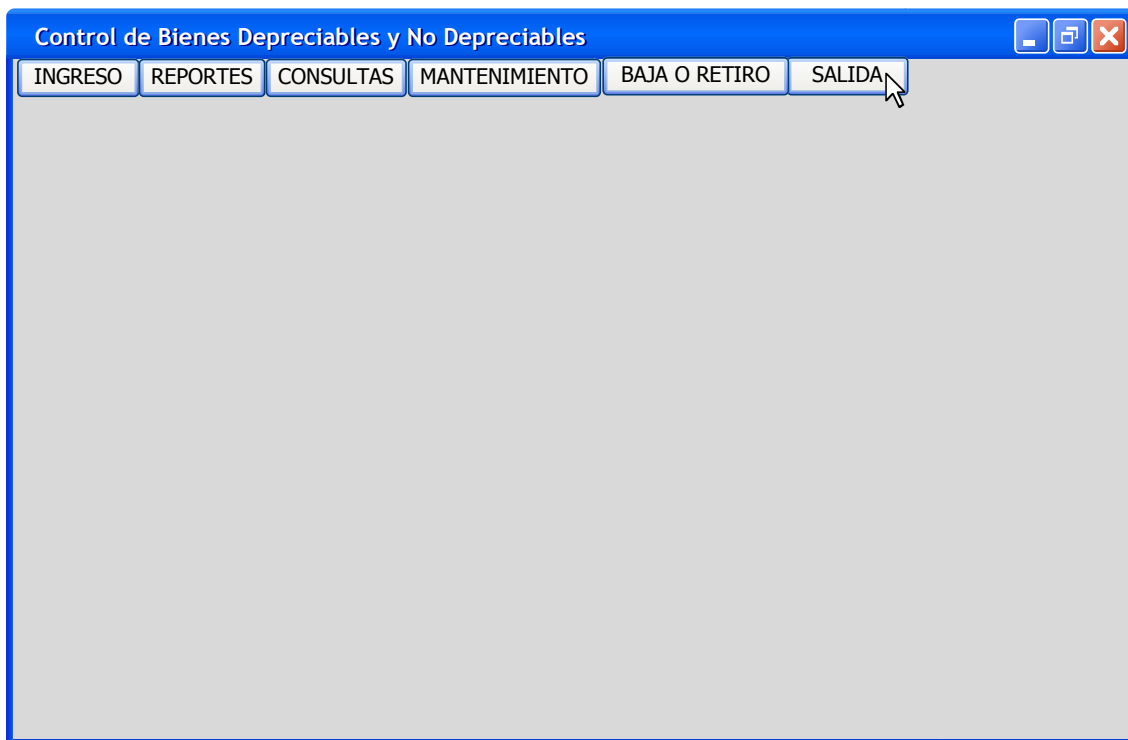 Control de Bienes Depreciables y No Depreciables
INGRESO REPORTES CONSULTAS MANTENIMIENTO BAJA O RETIRO SALIDA